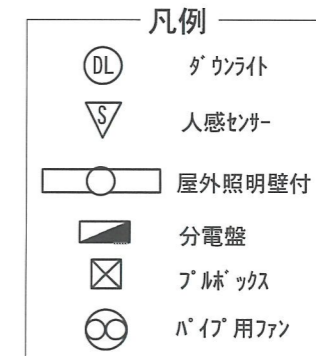 凡例
DL ダウンライト
S 人感センサー
屋外照明壁付
分電盤
プルボックス
パイプ用ファン